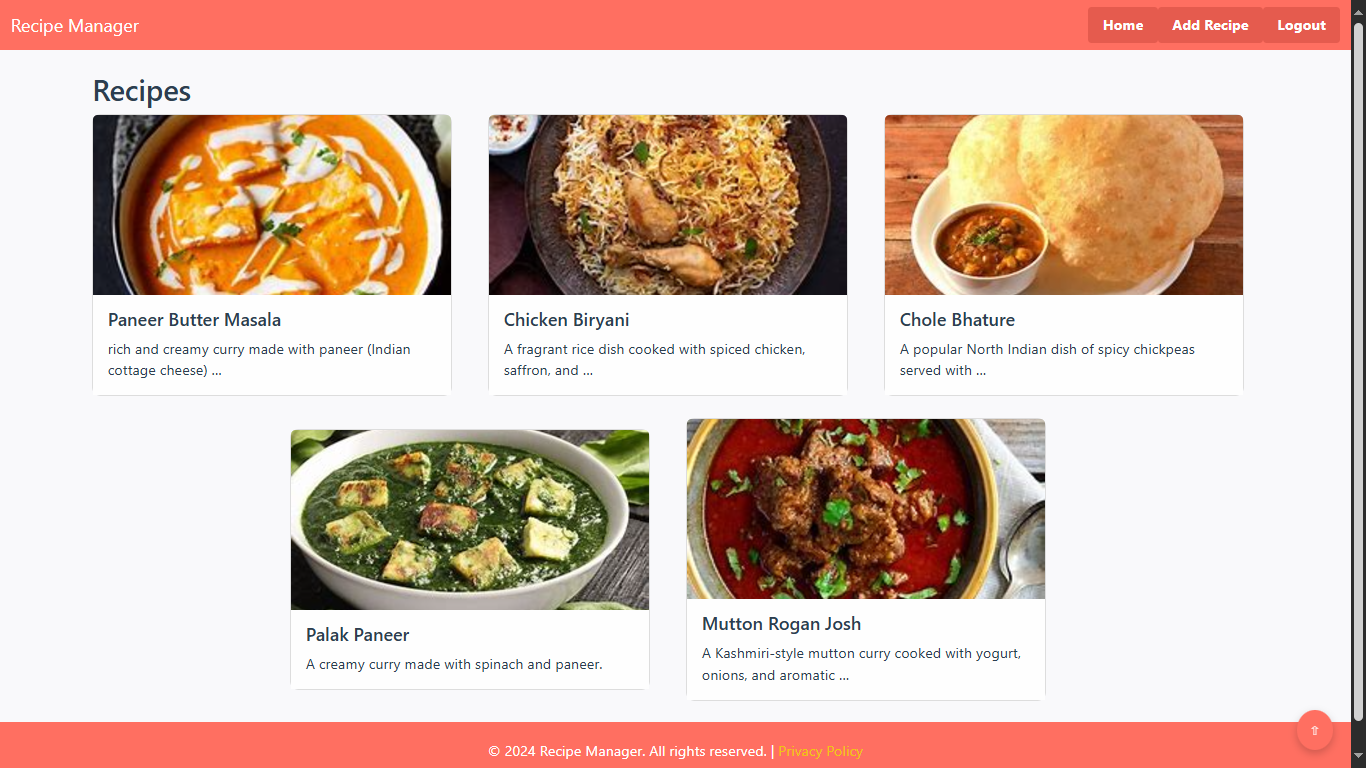 Recipe Manager
Home Add Recipe Logout
Recipes
Paneer Butter Masala
rich and creamy curry made with paneer (Indian
cottage cheese) ...
Chicken Biryani
A fragrant rice dish cooked with spiced chicken,
saffron, and ...
Chole Bhature
A popular North Indian dish of spicy chickpeas
served with ...
Palak Paneer
A creamy curry made with spinach and paneer.
Mutton Rogan Josh
A Kashmiri-style mutton curry cooked with yogurt,
onions, and aromatic ...
⇧
© 2024 Recipe Manager. All rights reserved. | Privacy Policy